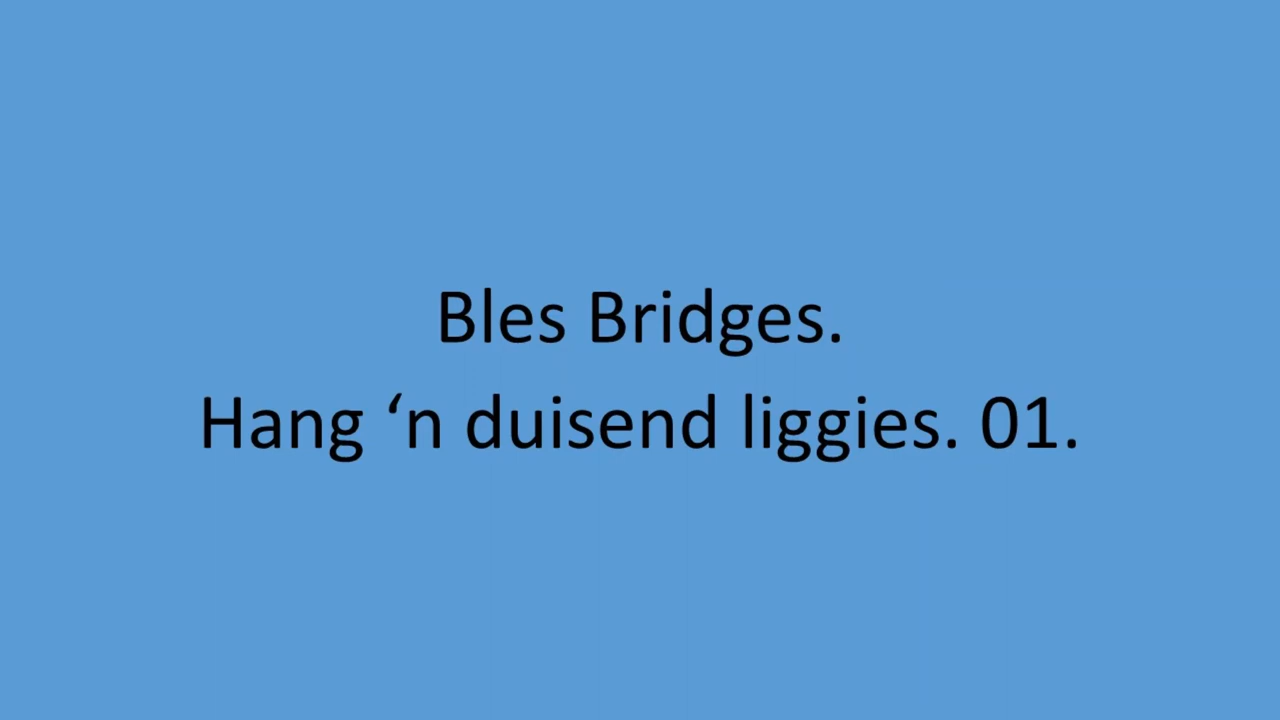 Bles Bridges.
Hang ‘n duisend liggies. 01.